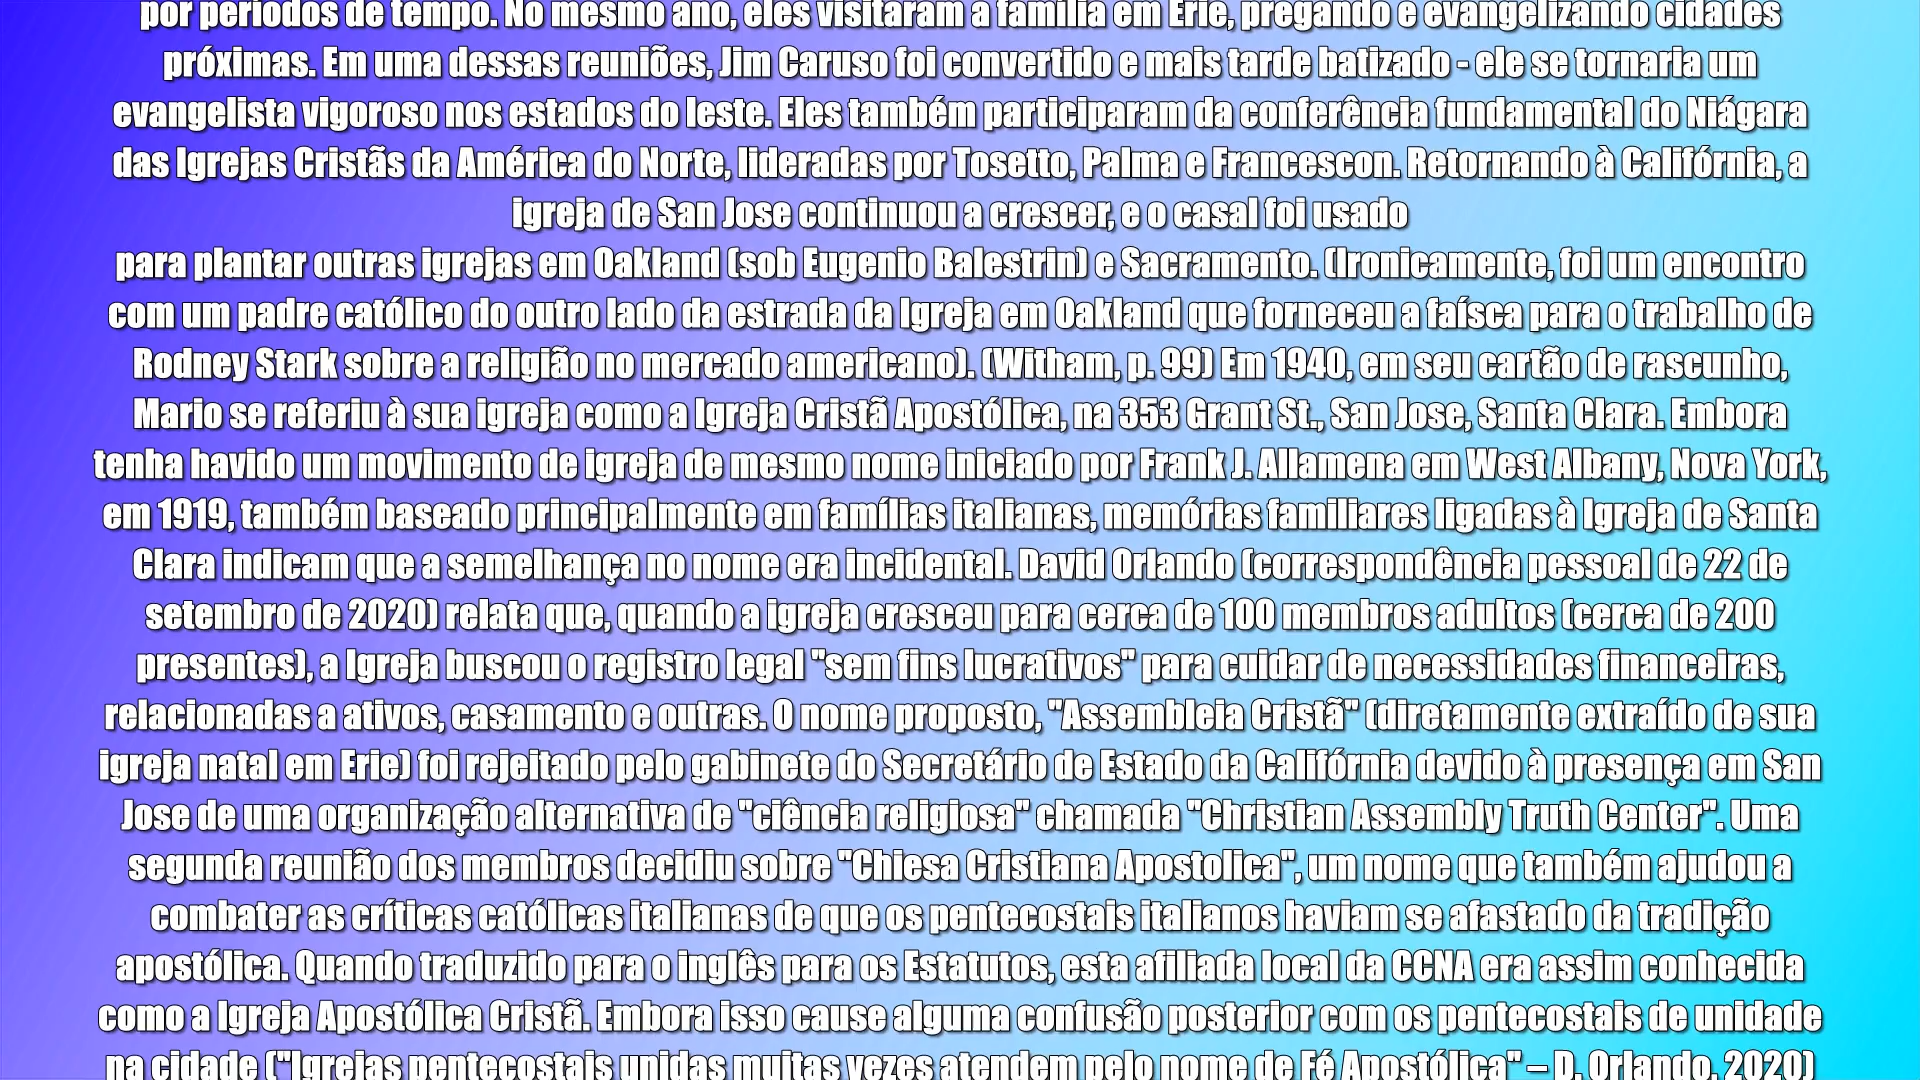 por períodos de tempo. No mesmo ano, eles visitaram a família em Erie, pregando e evangelizando cidades
próximas. Em uma dessas reuniões, Jim Caruso foi convertido e mais tarde batizado - ele se tornaria um
evangelista vigoroso nos estados do leste. Eles também participaram da conferência fundamental do Niágara
das Igrejas Cristãs da América do Norte, lideradas por Tosetto, Palma e Francescon. Retornando à Califórnia, a
igreja de San Jose continuou a crescer, e o casal foi usado
para plantar outras igrejas em Oakland (sob Eugenio Balestrin) e Sacramento. (Ironicamente, foi um encontro
com um padre católico do outro lado da estrada da Igreja em Oakland que forneceu a faísca para o trabalho de
Rodney Stark sobre a religião no mercado americano). (Witham, p. 99) Em 1940, em seu cartão de rascunho,
Mario se referiu à sua igreja como a Igreja Cristã Apostólica, na 353 Grant St., San Jose, Santa Clara. Embora
tenha havido um movimento de igreja de mesmo nome iniciado por Frank J. Allamena em West Albany, Nova York,
em 1919, também baseado principalmente em famílias italianas, memórias familiares ligadas à Igreja de Santa
Clara indicam que a semelhança no nome era incidental. David Orlando (correspondência pessoal de 22 de
setembro de 2020) relata que, quando a igreja cresceu para cerca de 100 membros adultos (cerca de 200
presentes), a Igreja buscou o registro legal "sem fins lucrativos" para cuidar de necessidades financeiras,
relacionadas a ativos, casamento e outras. O nome proposto, "Assembleia Cristã" (diretamente extraído de sua
igreja natal em Erie) foi rejeitado pelo gabinete do Secretário de Estado da Califórnia devido à presença em San
Jose de uma organização alternativa de "ciência religiosa" chamada "Christian Assembly Truth Center". Uma
segunda reunião dos membros decidiu sobre "Chiesa Cristiana Apostolica", um nome que também ajudou a
combater as críticas católicas italianas de que os pentecostais italianos haviam se afastado da tradição
apostólica. Quando traduzido para o inglês para os Estatutos, esta afiliada local da CCNA era assim conhecida
como a Igreja Apostólica Cristã. Embora isso cause alguma confusão posterior com os pentecostais de unidade
na cidade ("Igrejas pentecostais unidas muitas vezes atendem pelo nome de Fé Apostólica" – D. Orlando, 2020)